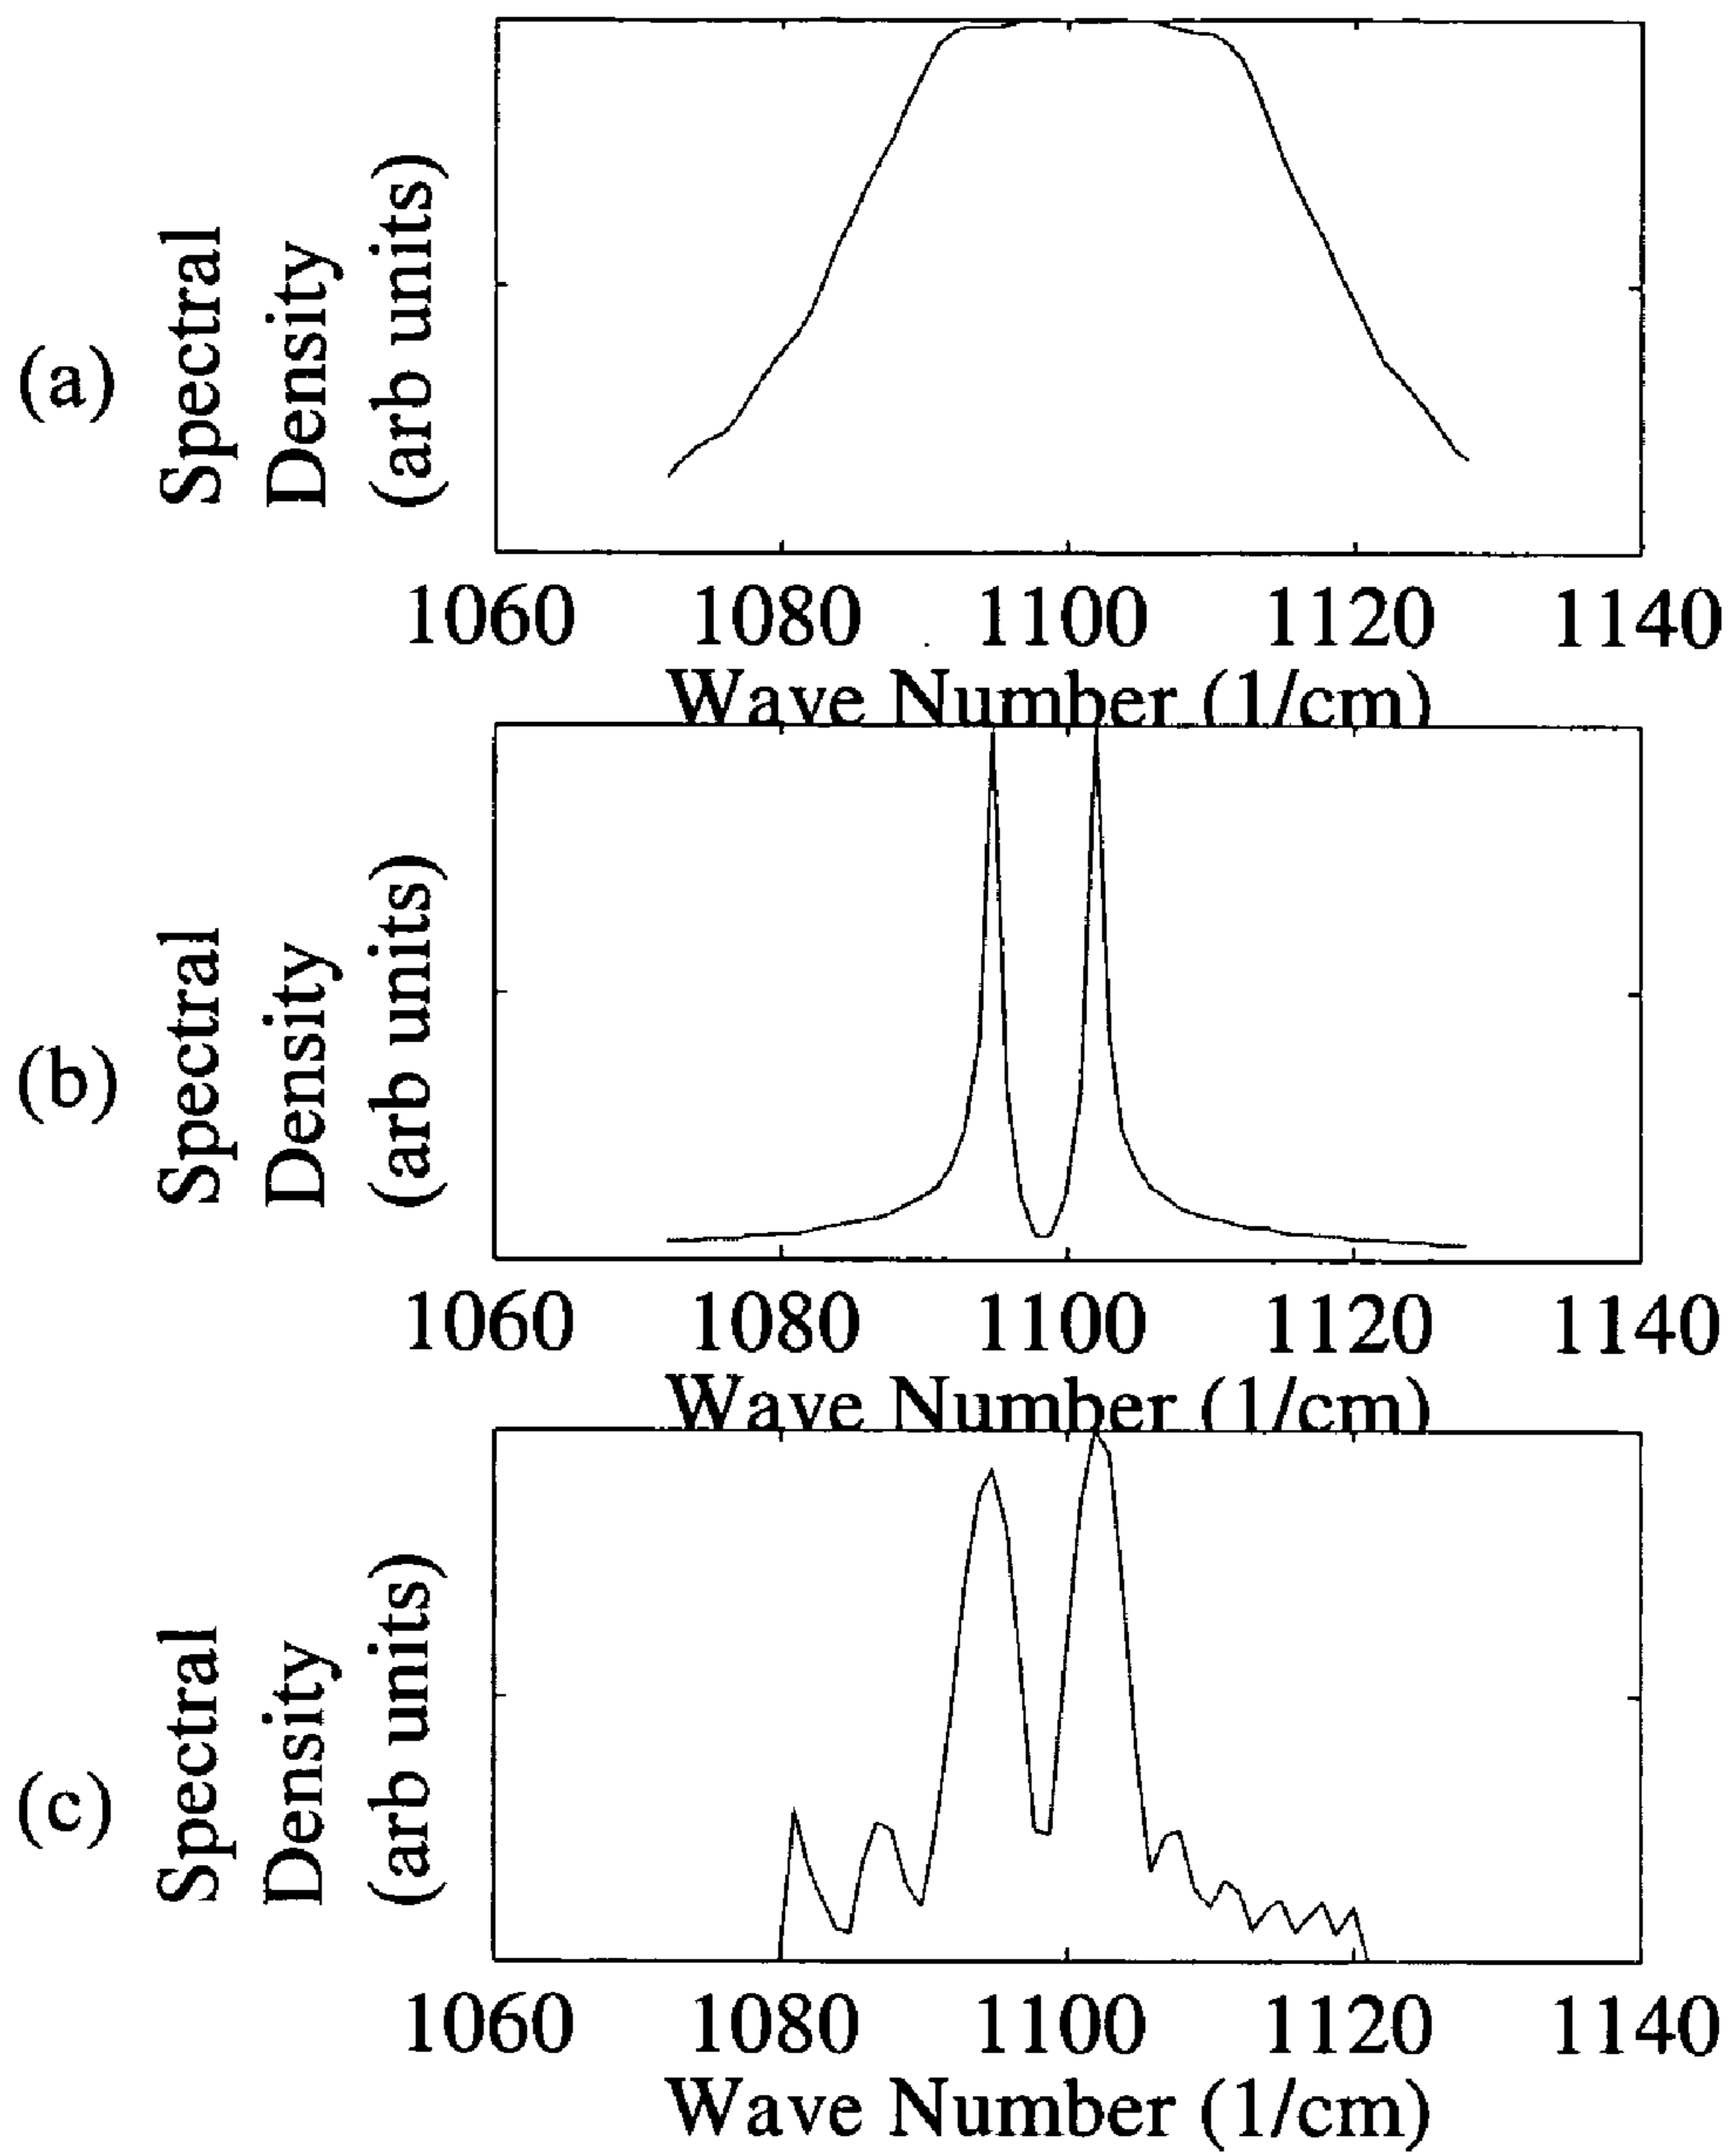 (a)
Spectral
Density
(arb units)
1060 1080 1100 1120 1140
Wave Number (1/cm)
(b)
Spectral
Density
(arb units)
1060 1080 1100 1120 1140
Wave Number (1/cm)
(c)
Spectral
Density
(arb units)
1060 1080 1100 1120 1140
Wave Number (1/cm)